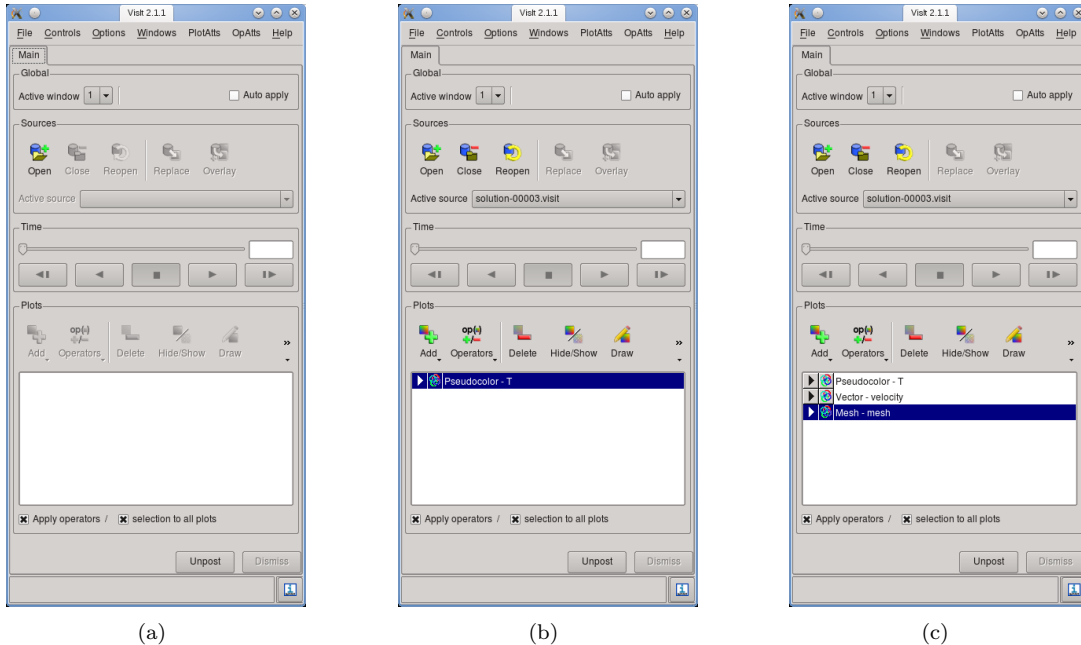 VisIt 2.1.1
File Controls Options Windows PlotAtts OpAtts Help
Main
Global
Active window 1 Auto apply
Sources
Open Close Reopen Replace Overlay
Active source
Time
Plots
op(+)
Add Operators Delete Hide/Show Draw »
Apply operators / selection to all plots
Unpost Dismiss
(a)
VisIt 2.1.1
File Controls Options Windows PlotAtts OpAtts Help
Main
Global
Active window 1 Auto apply
Sources
Open Close Reopen Replace Overlay
Active source solution-00003.visit
Time
Plots
op(+)
Add Operators Delete Hide/Show Draw »
Pseudocolor - T
Apply operators / selection to all plots
Unpost Dismiss
(b)
VisIt 2.1.1
File Controls Options Windows PlotAtts OpAtts Help
Main
Global
Active window 1 Auto apply
Sources
Open Close Reopen Replace Overlay
Active source solution-00003.visit
Time
Plots
op(+)
Add Operators Delete Hide/Show Draw »
Pseudocolor - T
Vector - velocity
Mesh - mesh
Apply operators / selection to all plots
Unpost Dismiss
(c)